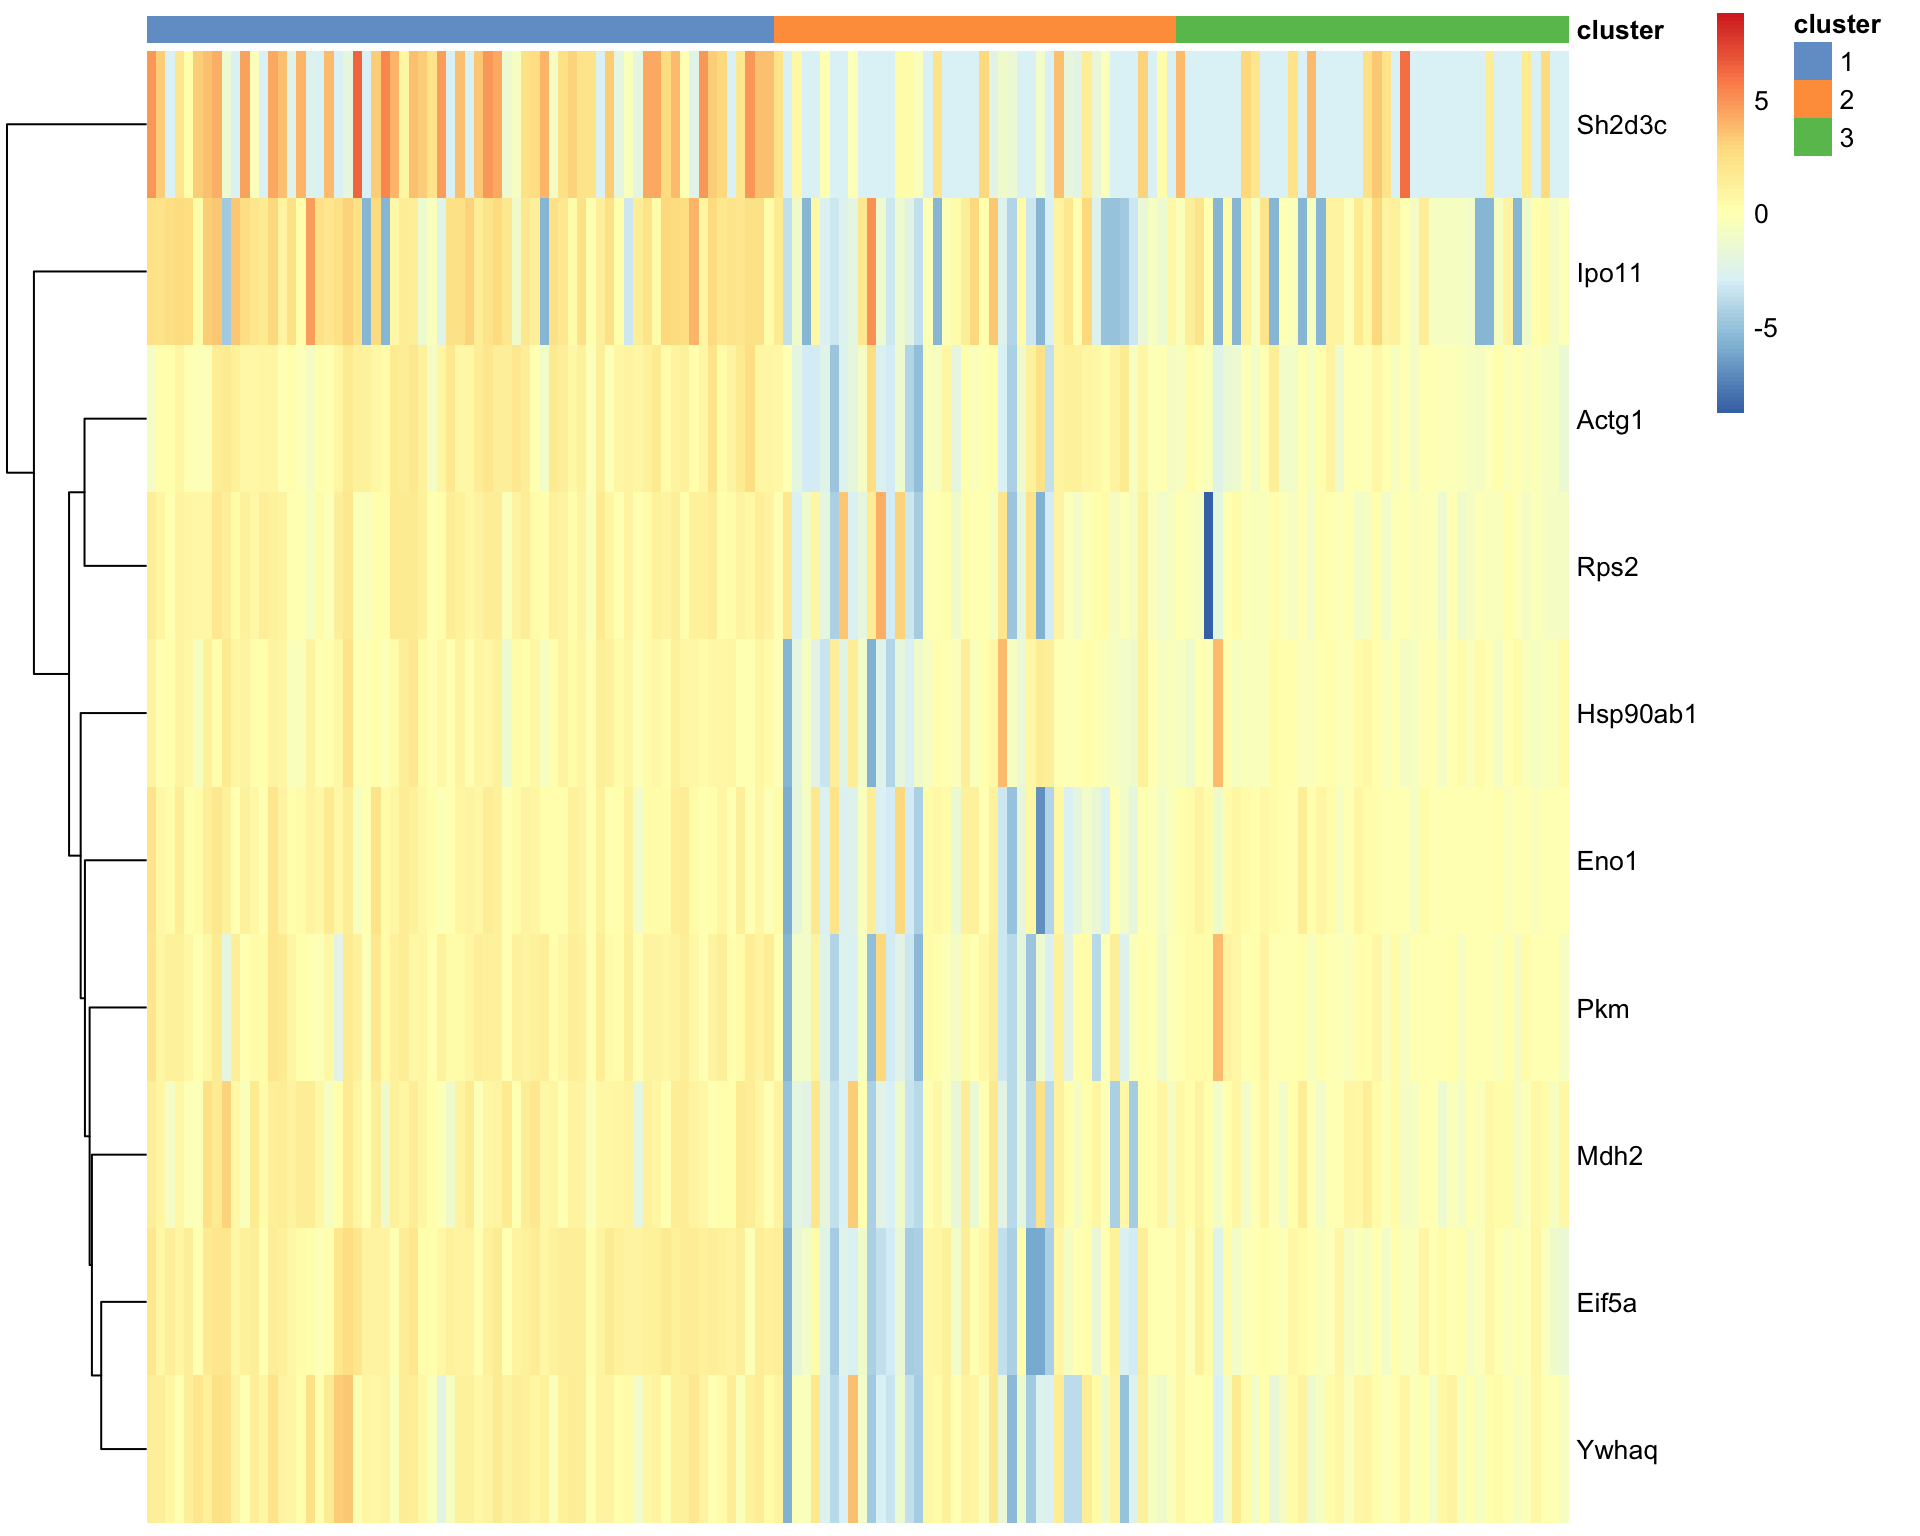 cluster
cluster
1
2
3
5
0
-5
Sh2d3c
Ipo11
Actg1
Rps2
Hsp90ab1
Eno1
Pkm
Mdh2
Eif5a
Ywhaq